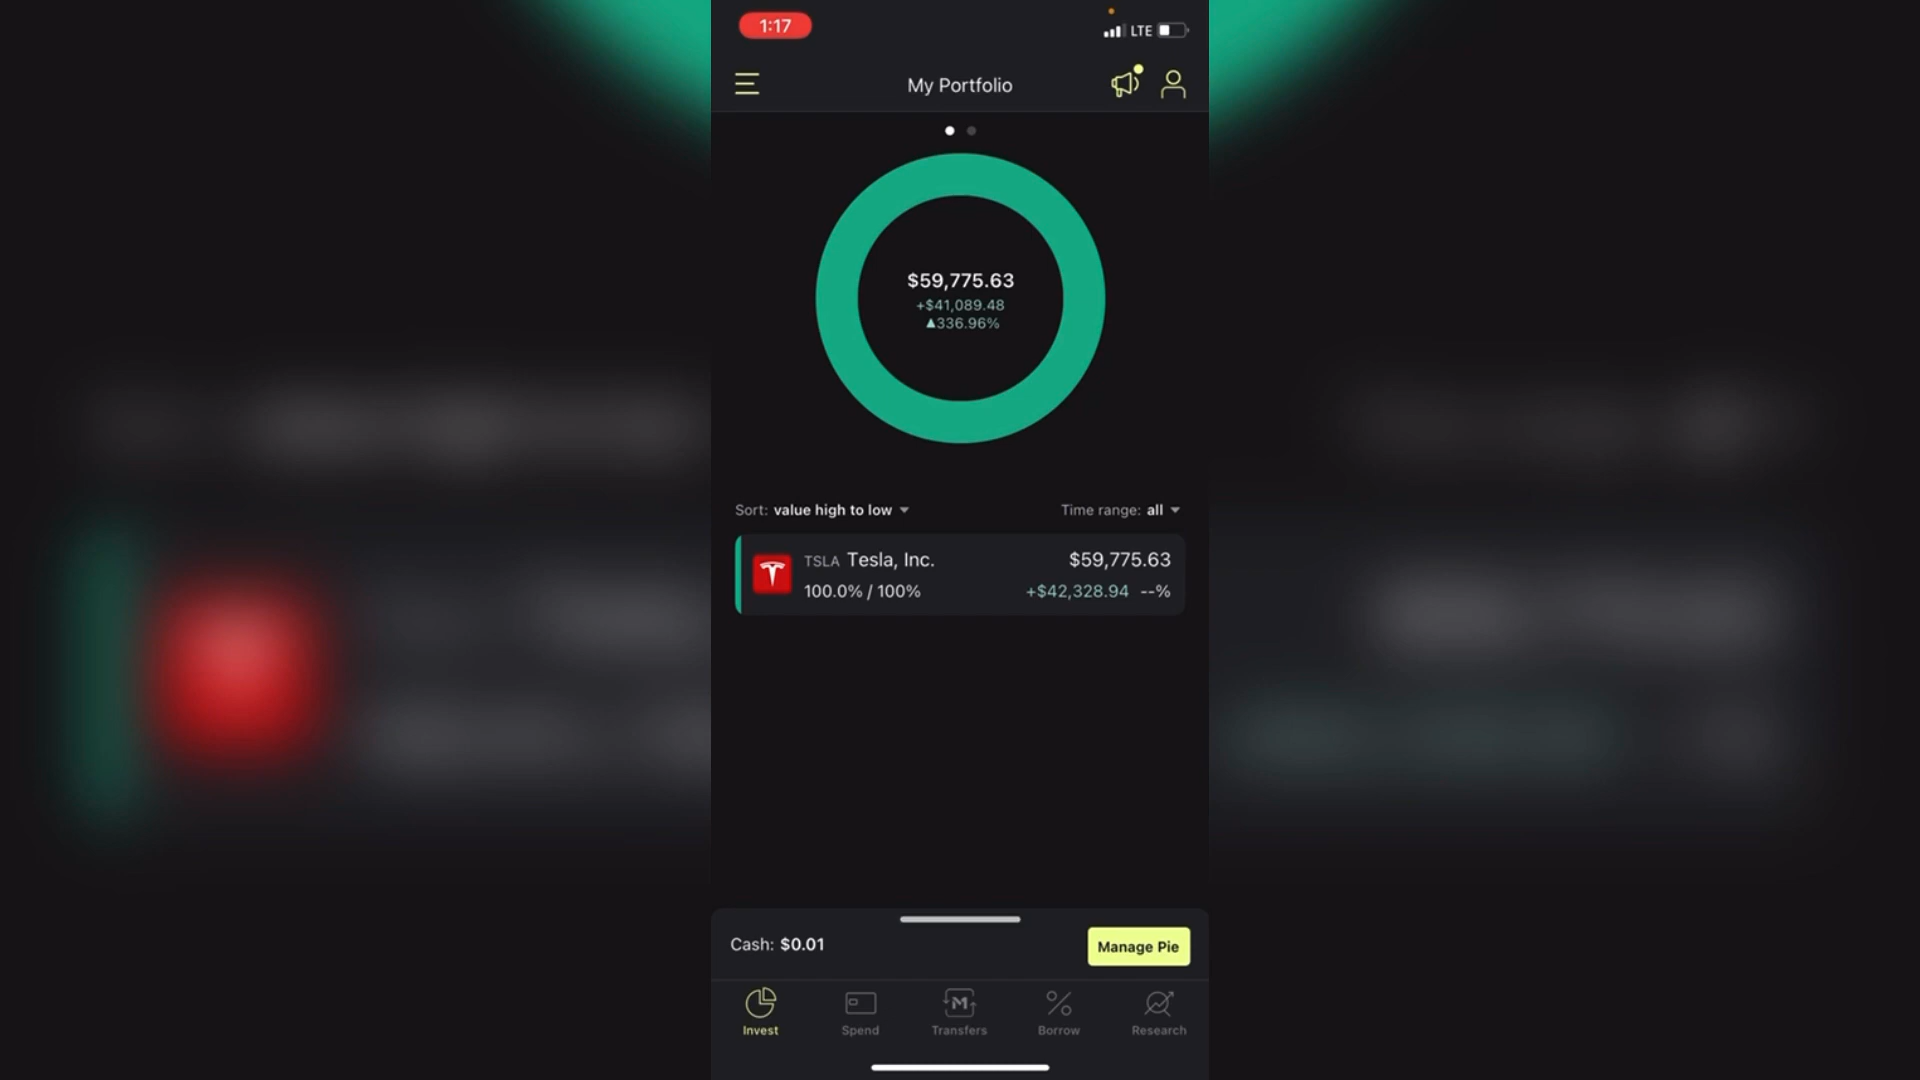 1:17
LTE
My Portfolio
$59,775.63
+$41,089.48
▲336.96%
Sort: value high to low
Time range: all
TSLA Tesla, Inc.
$59,775.63
100.0% / 100%
+$42,328.94 --%
Cash: $0.01
Manage Pie
Invest
Spend
Transfers
Borrow
Research